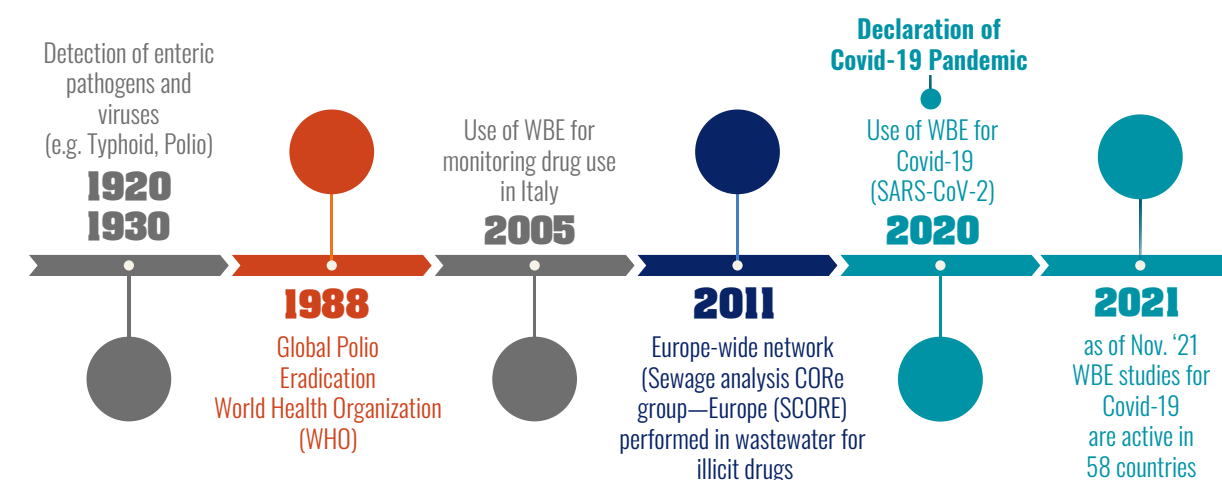 Detection of enteric
pathogens and
viruses
(e.g. Typhoid, Polio)
1920
1930
1988
Global Polio
Eradication
World Health Organization
(WHO)
Use of WBE for
monitoring drug use
in Italy
2005
2011
Europe-wide network
(Sewage analysis CORe
group—Europe (SCORE)
performed in wastewater for
illicit drugs
Declaration of
Covid-19 Pandemic
Use of WBE for
Covid-19
(SARS-CoV-2)
2020
2021
as of Nov. ‘21
WBE studies for
Covid-19
are active in
58 countries